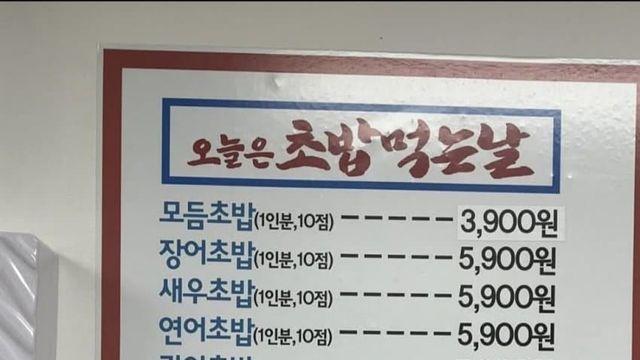 오늘은 초밥 먹는날
모듬초밥(1인분,10점) ----- 3,900원
장어초밥(1인분,10점) ----- 5,900원
새우초밥(1인분,10점) ----- 5,900원
연어초밥(1인분,10점) ----- 5,900원